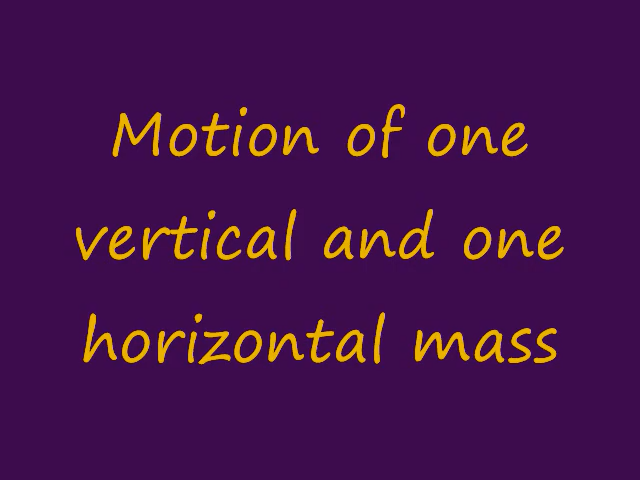 Motion of one
vertical and one
horizontal mass